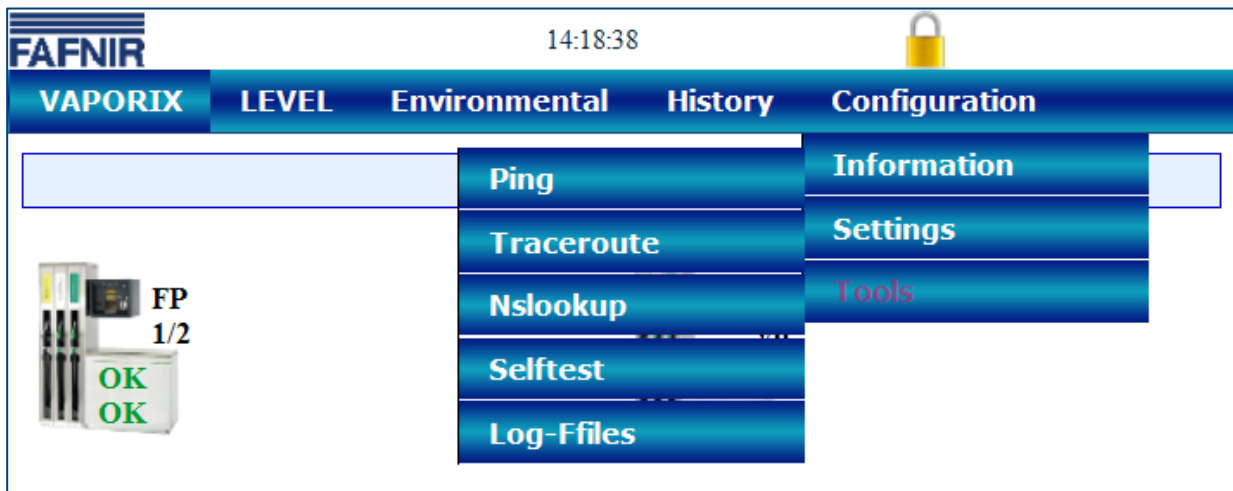 FAFNIR
14:18:38
VAPORIX LEVEL Environmental History Configuration
Information
Settings
Tools
Ping
Traceroute
Nslookup
Selftest
Log-Ffiles
FP
1/2
OK
OK